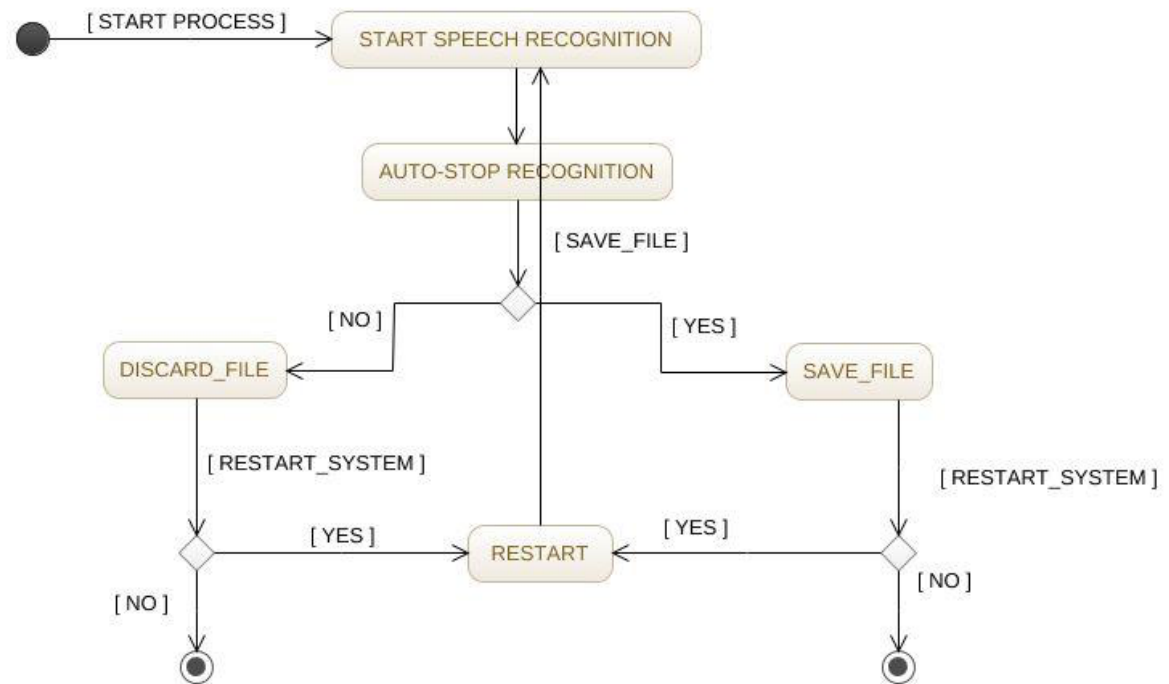 [ START PROCESS ]
START SPEECH RECOGNITION
AUTO-STOP RECOGNITION
[ SAVE_FILE ]
[ NO ]
[ YES ]
DISCARD_FILE
SAVE_FILE
[ RESTART_SYSTEM ]
[ RESTART_SYSTEM ]
[ YES ]
RESTART
[ YES ]
[ NO ]
[ NO ]